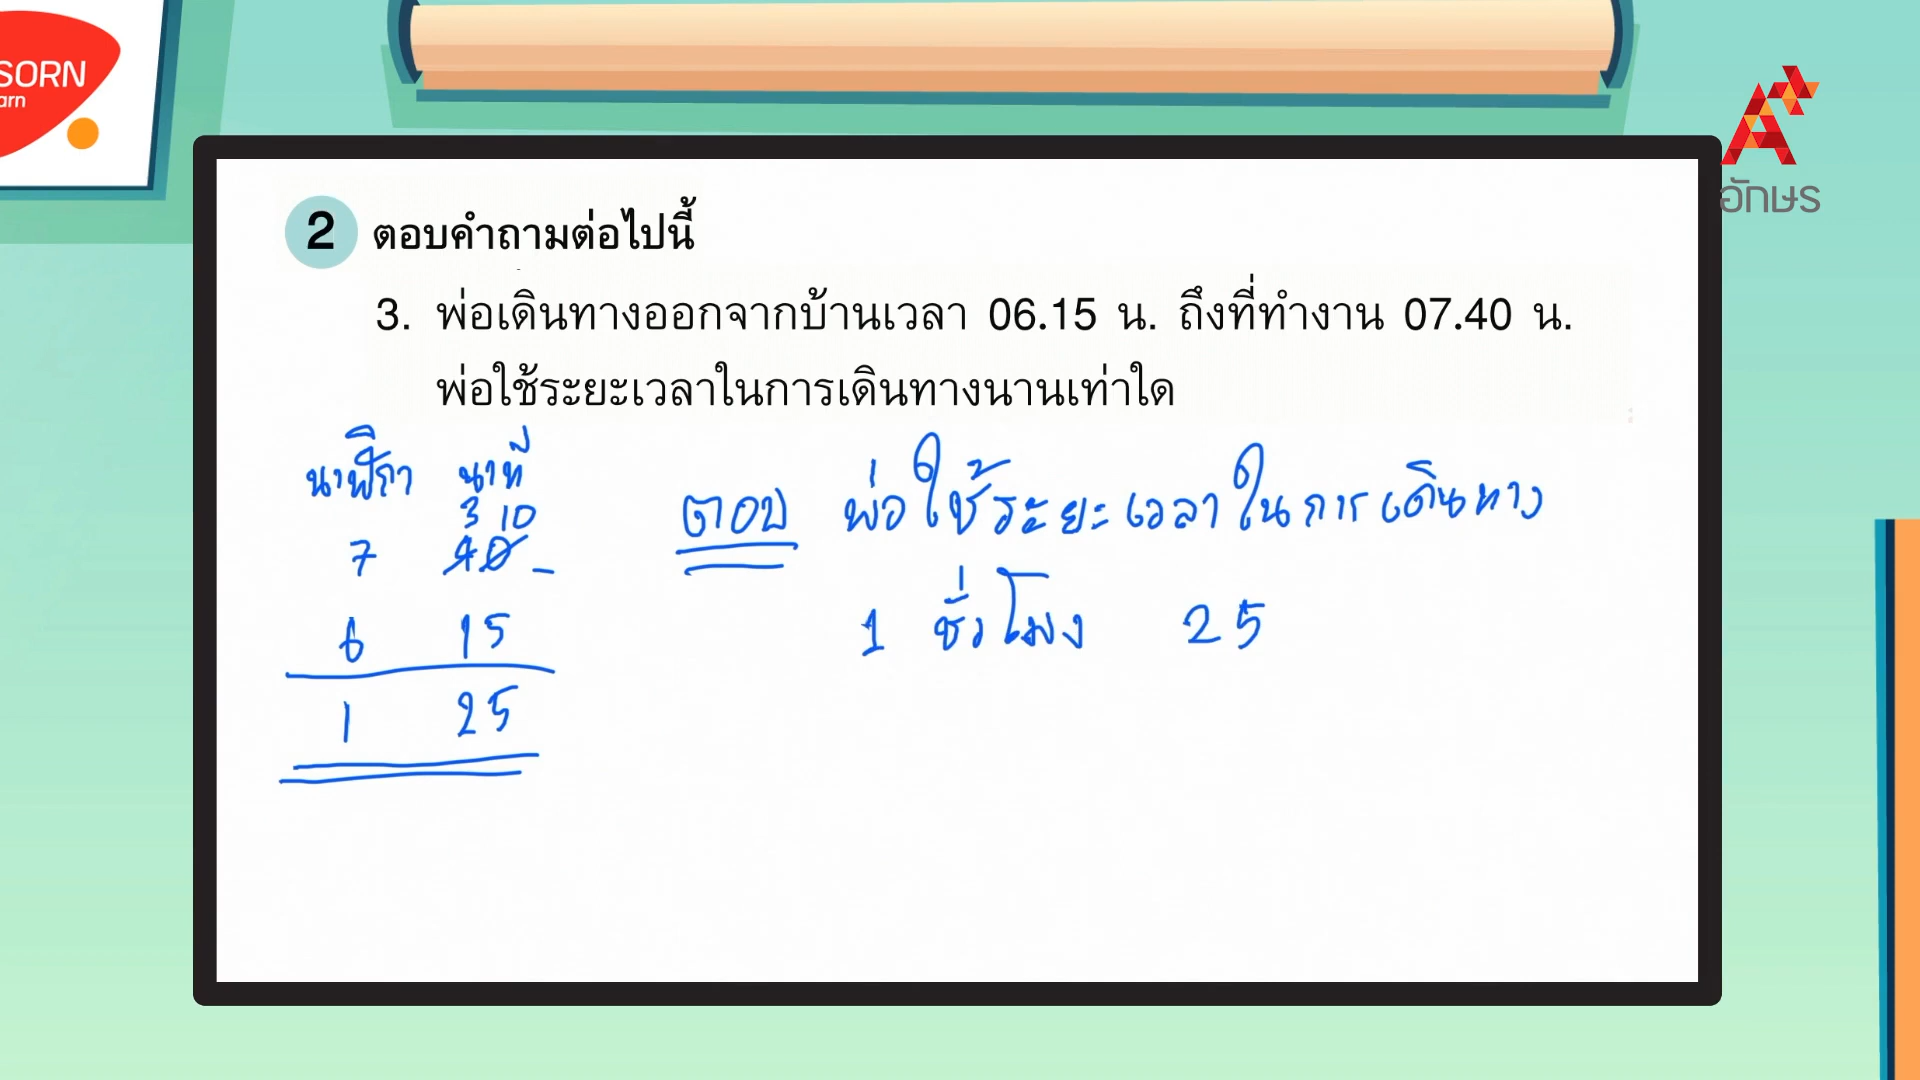 SORN
arn
อักษร
2 ตอบคำถามต่อไปนี้
3. พ่อเดินทางออกจากบ้านเวลา 06.15 น. ถึงที่ทำงาน 07.40 น.
พ่อใช้ระยะเวลาในการเดินทางนานเท่าใด
นาฬิกา นาที
3 10
7 40 -
6 15
1 25
ตอบ พ่อใช้ระยะเวลาในการเดินทาง
1 ชั่วโมง 25